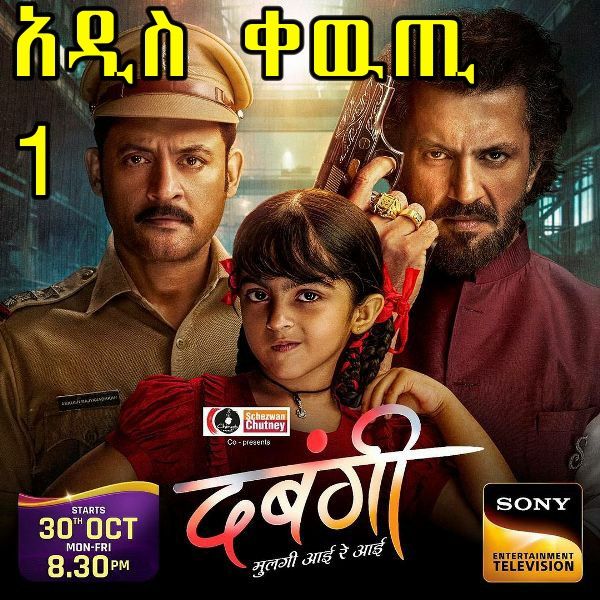 አዲስ ቀዉጢ
1
Ching's
Schezwan
Chutney
Co - presents
दबंगी
मुलगी आई रे आई
STARTS
30TH OCT
MON-FRI
8.30PM
SONY
ENTERTAINMENT
TELEVISION